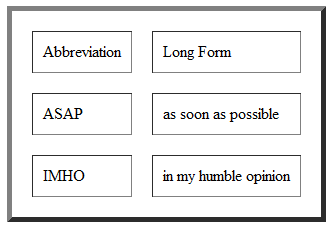 Abbreviation Long Form
ASAP as soon as possible
IMHO in my humble opinion